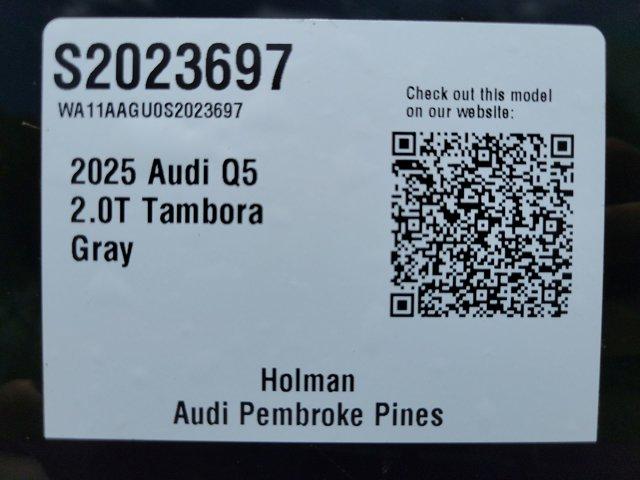 S2023697
WA11AAGU0S2023697
Check out this model
on our website:
2025 Audi Q5
2.0T Tambora
Gray
Holman
Audi Pembroke Pines